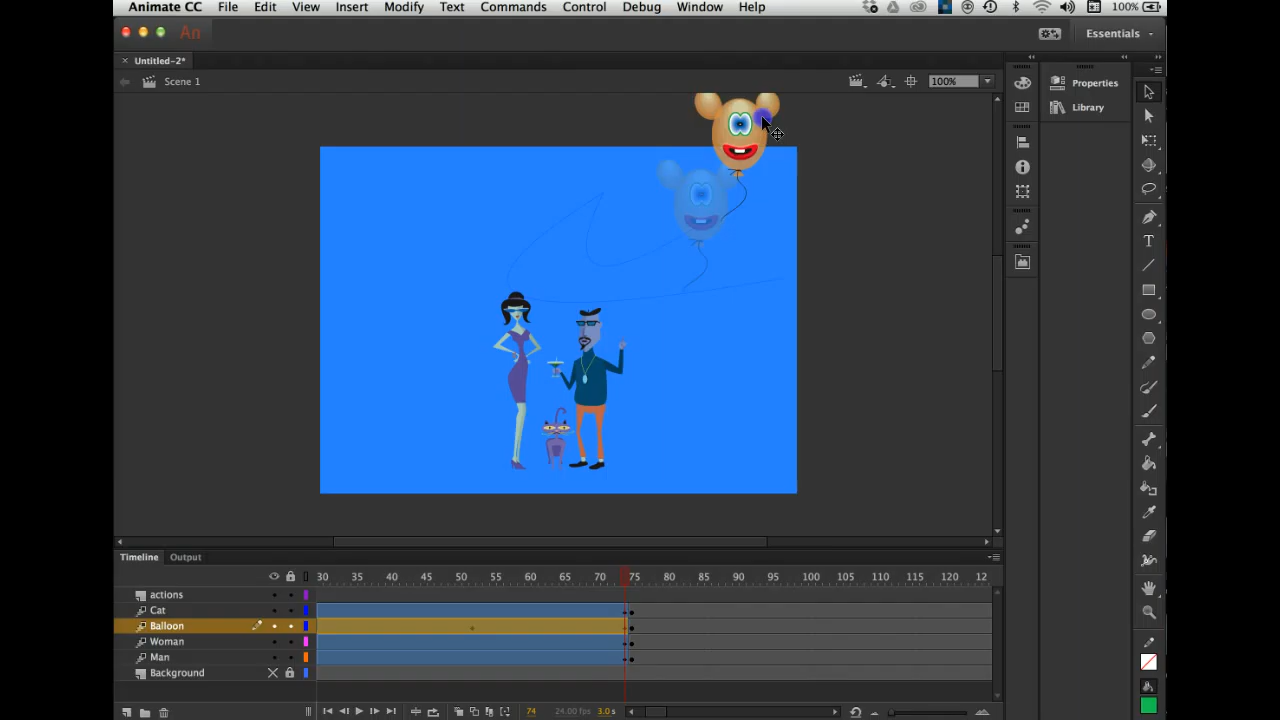 Animate CC File Edit View Insert Modify Text Commands Control Debug Window Help 100%
An Essentials
× Untitled-2*
Scene 1 100%
Properties
Library
Timeline Output
30 35 40 45 50 55 60 65 70 75 80 85 90 95 100 105 110 115 12
actions
Cat
Balloon
Woman
Man
Background
74 24.00 fps 3.0 s